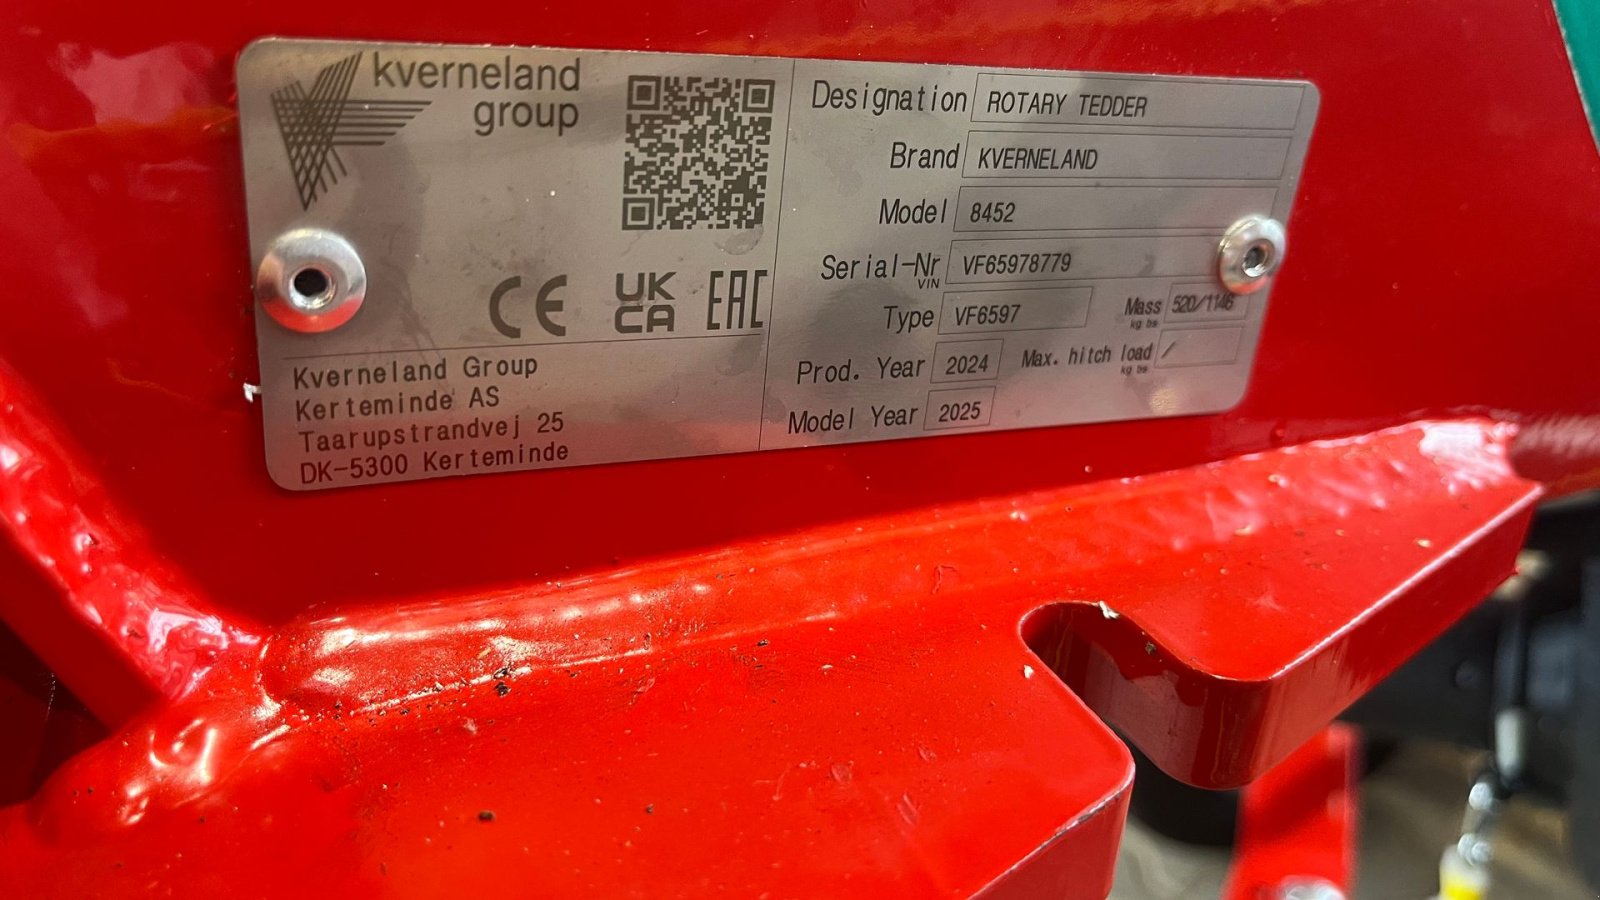 kverneland
group
CE UK CA EAC
Kverneland Group
Kerteminde AS
Taarupstrandvej 25
DK-5300 Kerteminde
Designation ROTARY TEDDER
Brand KVERNELAND
Model 8452
Serial-Nr VF65978779
VIN
Type VF6597 Mass 520/1146
kg lbs
Prod. Year 2024 Max. hitch load /
kg lbs
Model Year 2025